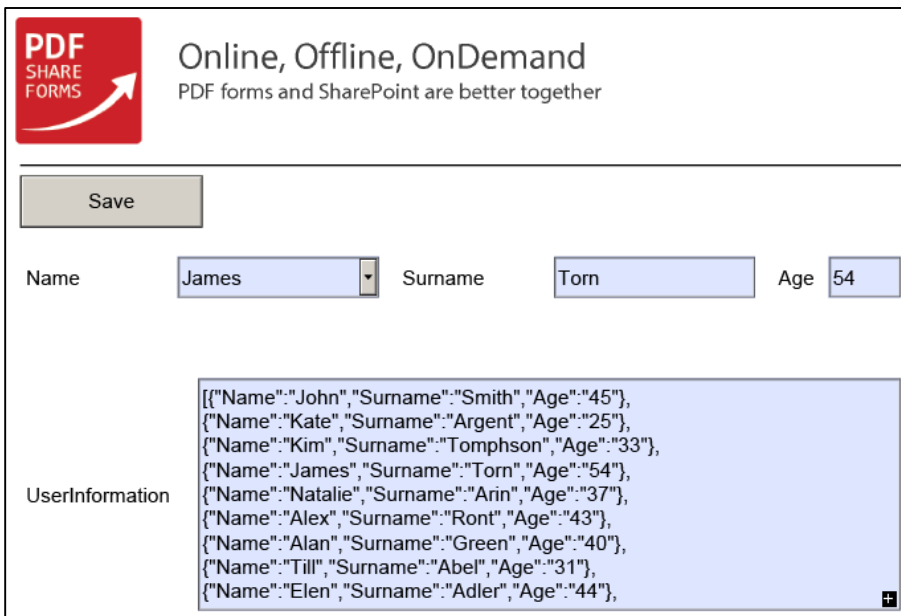 PDF
SHARE
FORMS
Online, Offline, OnDemand
PDF forms and SharePoint are better together
Save
Name James Surname Torn Age 54
UserInformation
[{"Name":"John","Surname":"Smith","Age":"45"},
{"Name":"Kate","Surname":"Argent","Age":"25"},
{"Name":"Kim","Surname":"Tomphson","Age":"33"},
{"Name":"James","Surname":"Torn","Age":"54"},
{"Name":"Natalie","Surname":"Arin","Age":"37"},
{"Name":"Alex","Surname":"Ront","Age":"43"},
{"Name":"Alan","Surname":"Green","Age":"40"},
{"Name":"Till","Surname":"Abel","Age":"31"},
{"Name":"Elen","Surname":"Adler","Age":"44"},